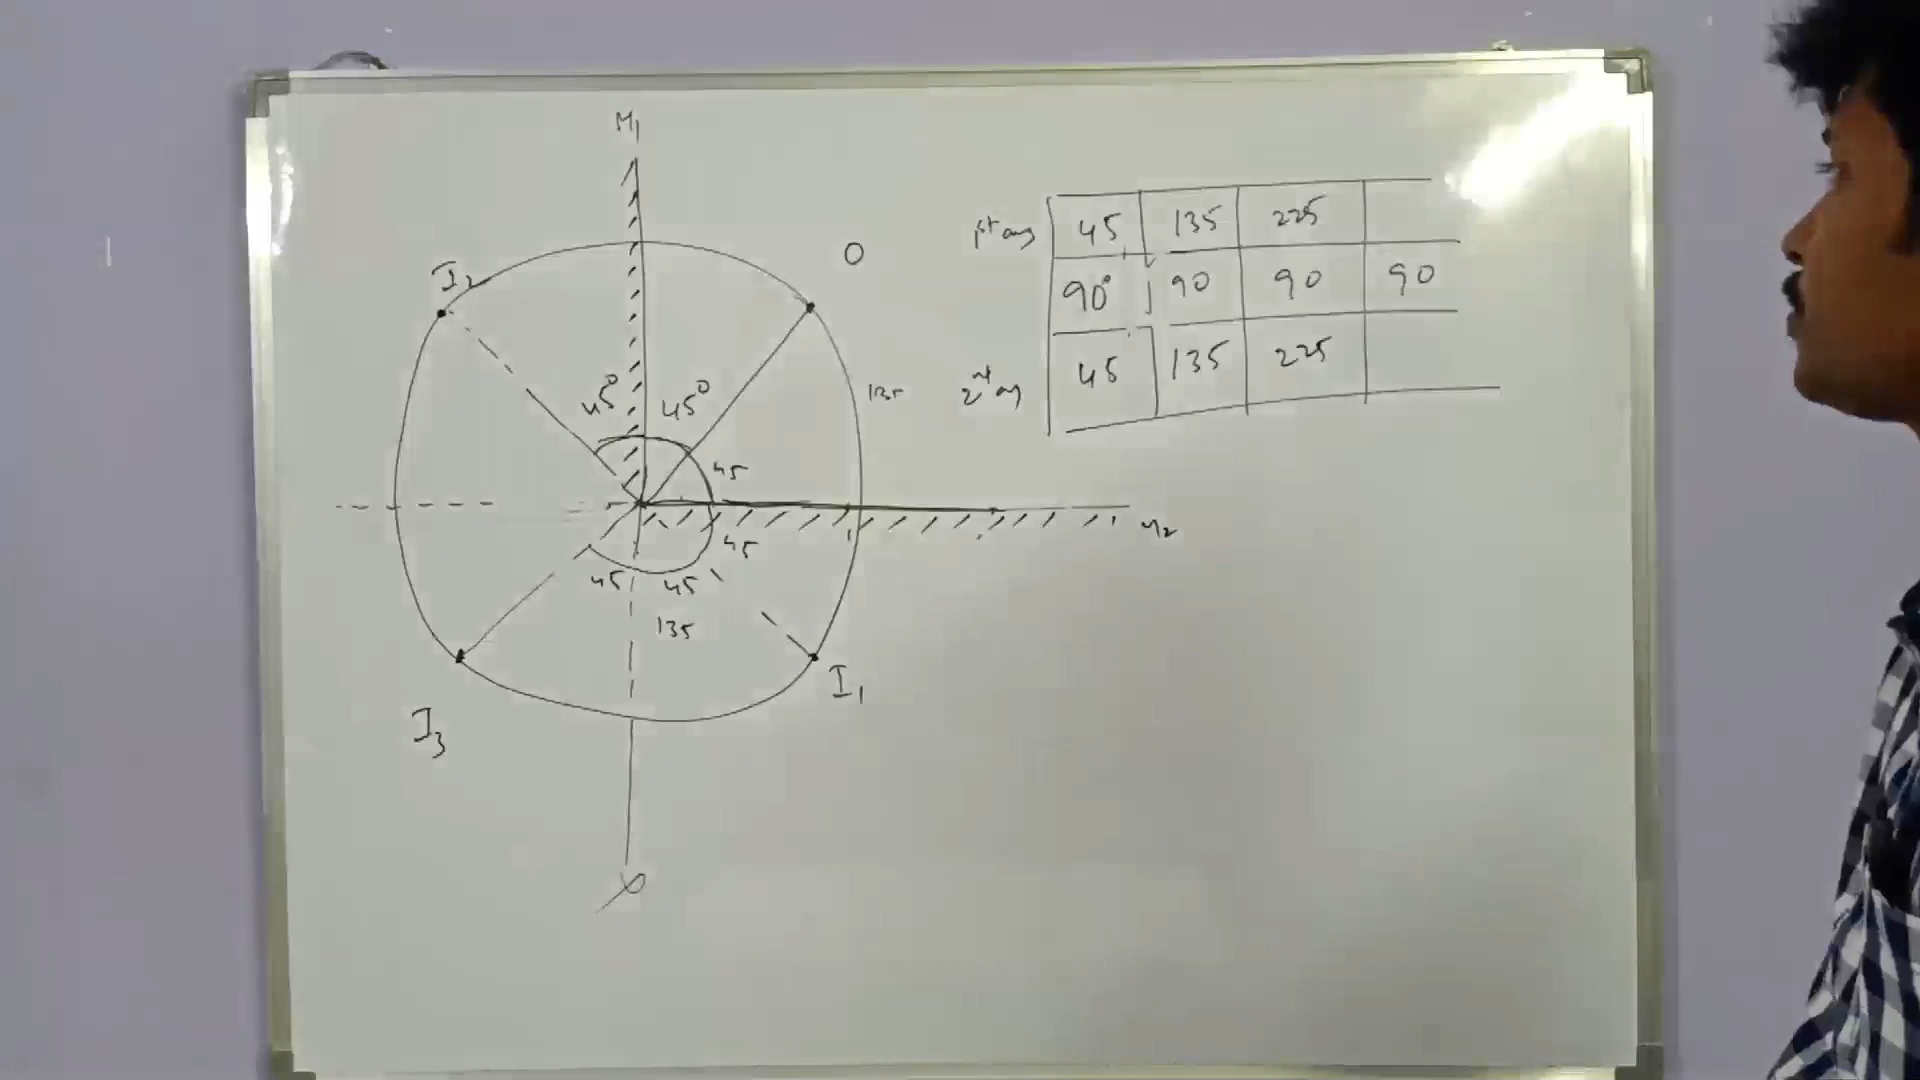 M1
I2
O
45° 45°
45
135
45
45 45
135
I1
I3
M2
1st ang 45 135 225
90° 90 90 90
2nd ang 45 135 225